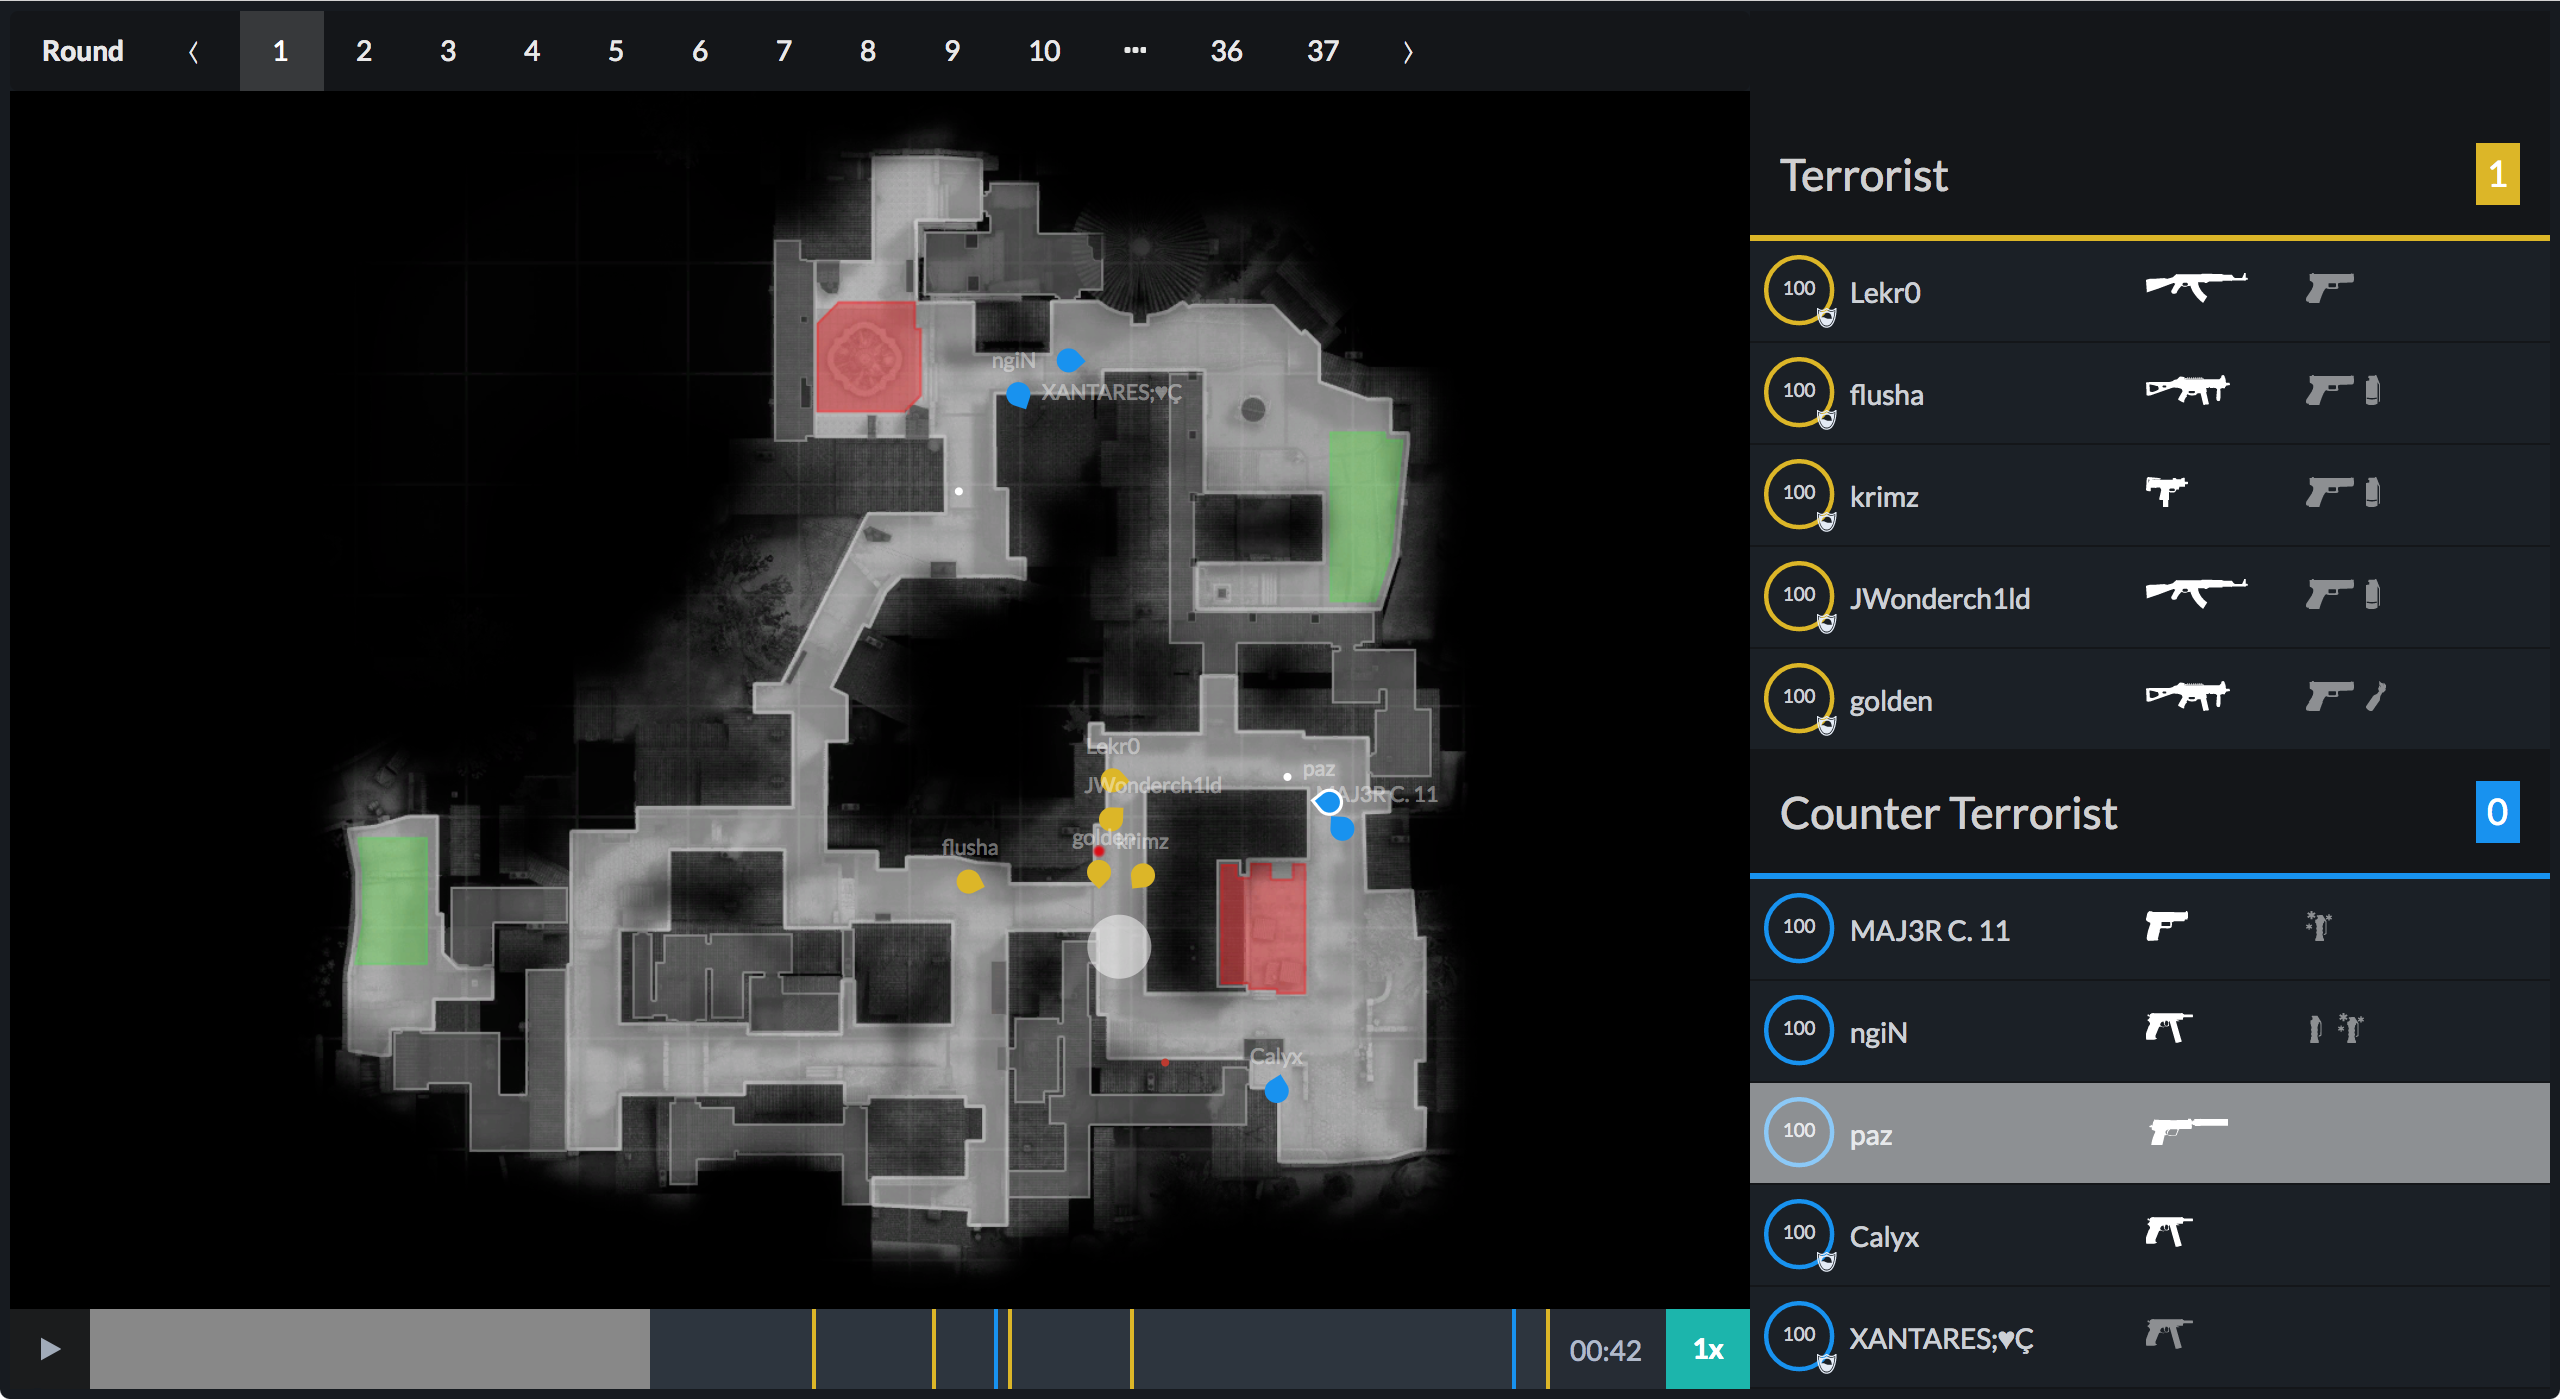 Round 1 2 3 4 5 6 7 8 9 10 ... 36 37
Terrorist 1
100 Lekr0
100 flusha
100 krimz
100 JWonderch1ld
100 golden
Counter Terrorist 0
100 MAJ3R C. 11
100 ngiN
100 paz
100 Calyx
100 XANTARES;♥Ç
ngiN
XANTARES;♥Ç
Lekr0
paz
JWonderch1ld
MAJ3R C. 11
golden
krimz
flusha
Calyx
00:42 1x